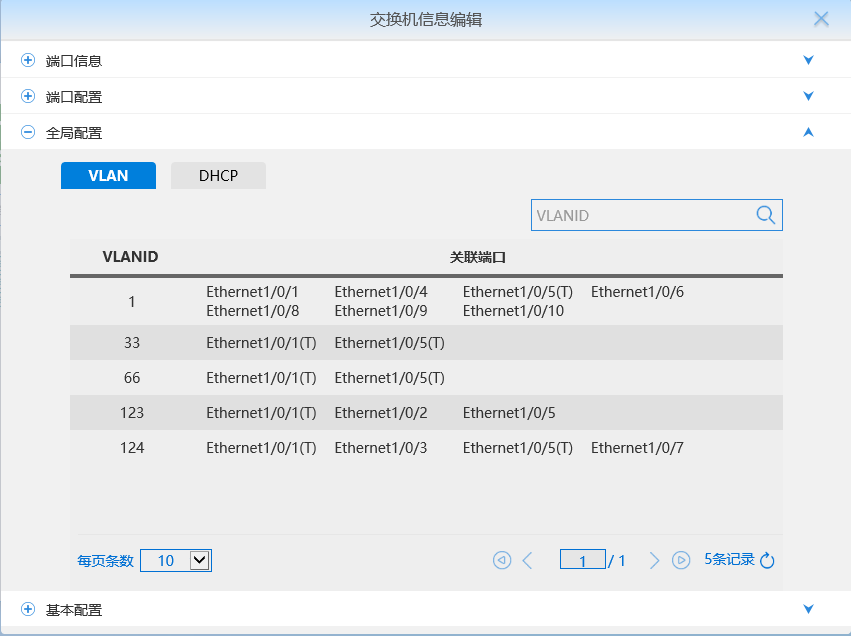 交换机信息编辑
端口信息
端口配置
全局配置
VLAN DHCP
VLANID
VLANID 关联端口
1 Ethernet1/0/1 Ethernet1/0/4 Ethernet1/0/5(T) Ethernet1/0/6
Ethernet1/0/8 Ethernet1/0/9 Ethernet1/0/10
33 Ethernet1/0/1(T) Ethernet1/0/5(T)
66 Ethernet1/0/1(T) Ethernet1/0/5(T)
123 Ethernet1/0/1(T) Ethernet1/0/2 Ethernet1/0/5
124 Ethernet1/0/1(T) Ethernet1/0/3 Ethernet1/0/5(T) Ethernet1/0/7
每页条数 10 1 / 1 5条记录
基本配置